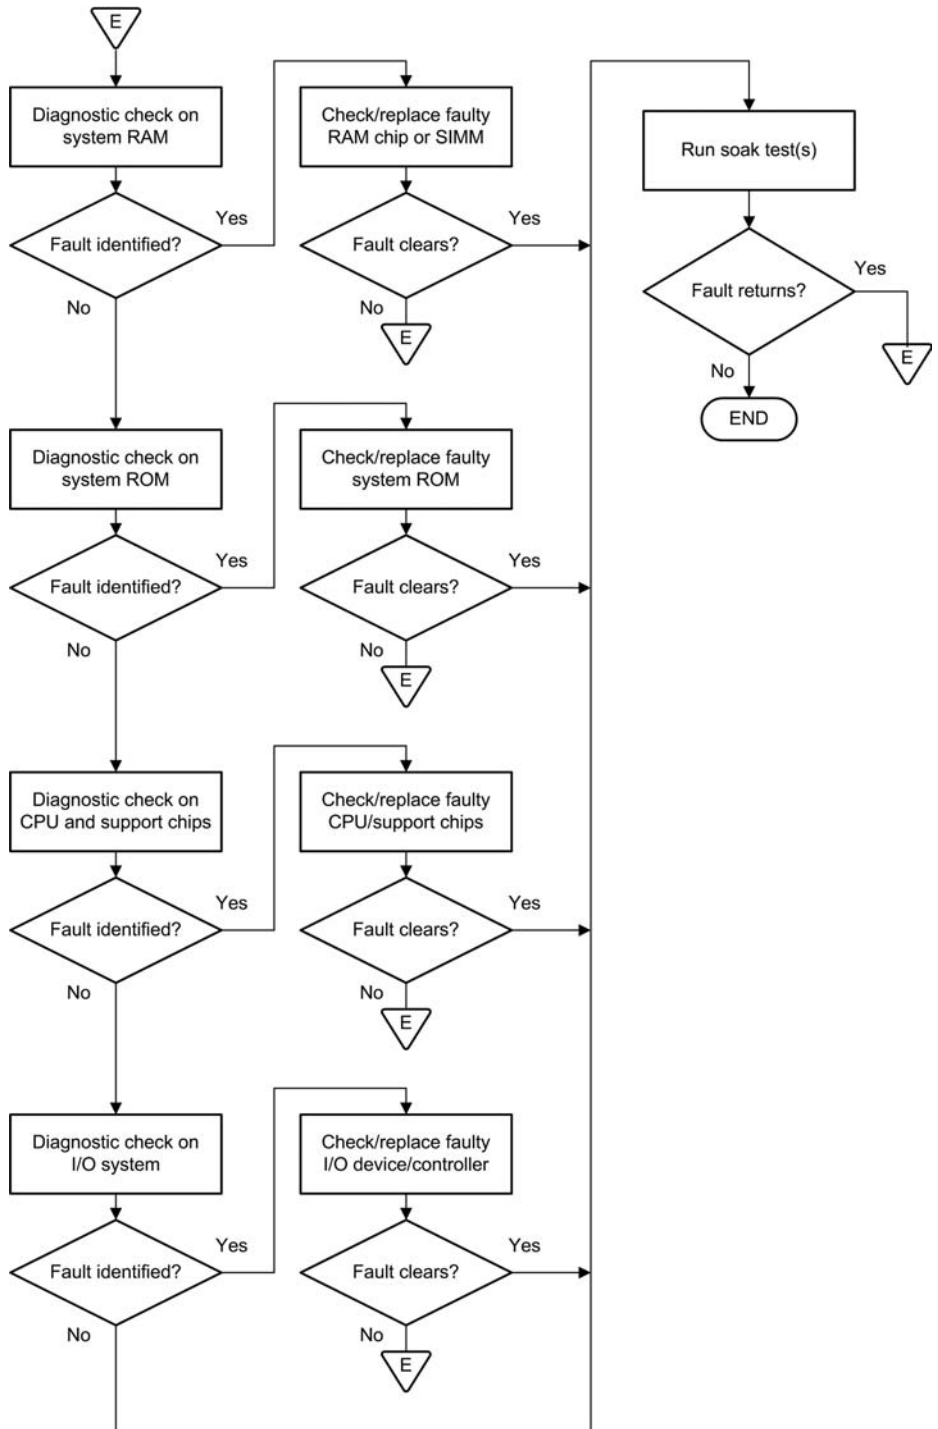 E
Diagnostic check on
system RAM
Fault identified?
Yes
No
Check/replace faulty
RAM chip or SIMM
Fault clears?
Yes
No
E
Diagnostic check on
system ROM
Fault identified?
Yes
No
Check/replace faulty
system ROM
Fault clears?
Yes
No
E
Diagnostic check on
CPU and support chips
Fault identified?
Yes
No
Check/replace faulty
CPU/support chips
Fault clears?
Yes
No
E
Diagnostic check on
I/O system
Fault identified?
Yes
No
Check/replace faulty
I/O device/controller
Fault clears?
Yes
No
E
Run soak test(s)
Fault returns?
Yes
E
No
END